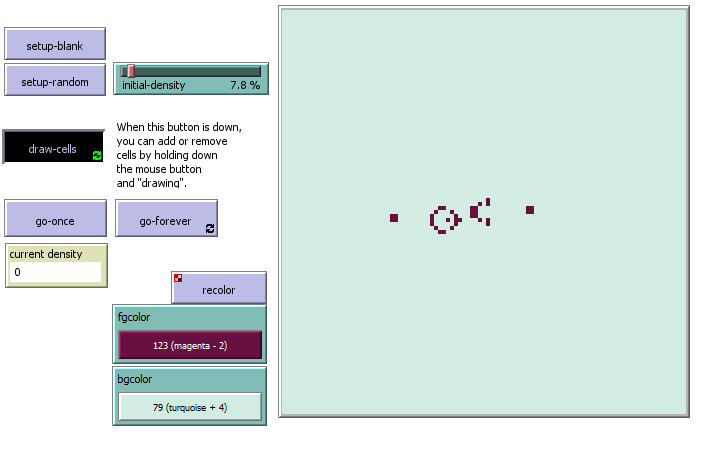 setup-blank
setup-random
initial-density 7.8 %
draw-cells
When this button is down,
you can add or remove
cells by holding down
the mouse button
and "drawing".
go-once
go-forever
current density
0
recolor
fgcolor
123 (magenta - 2)
bgcolor
79 (turquoise + 4)